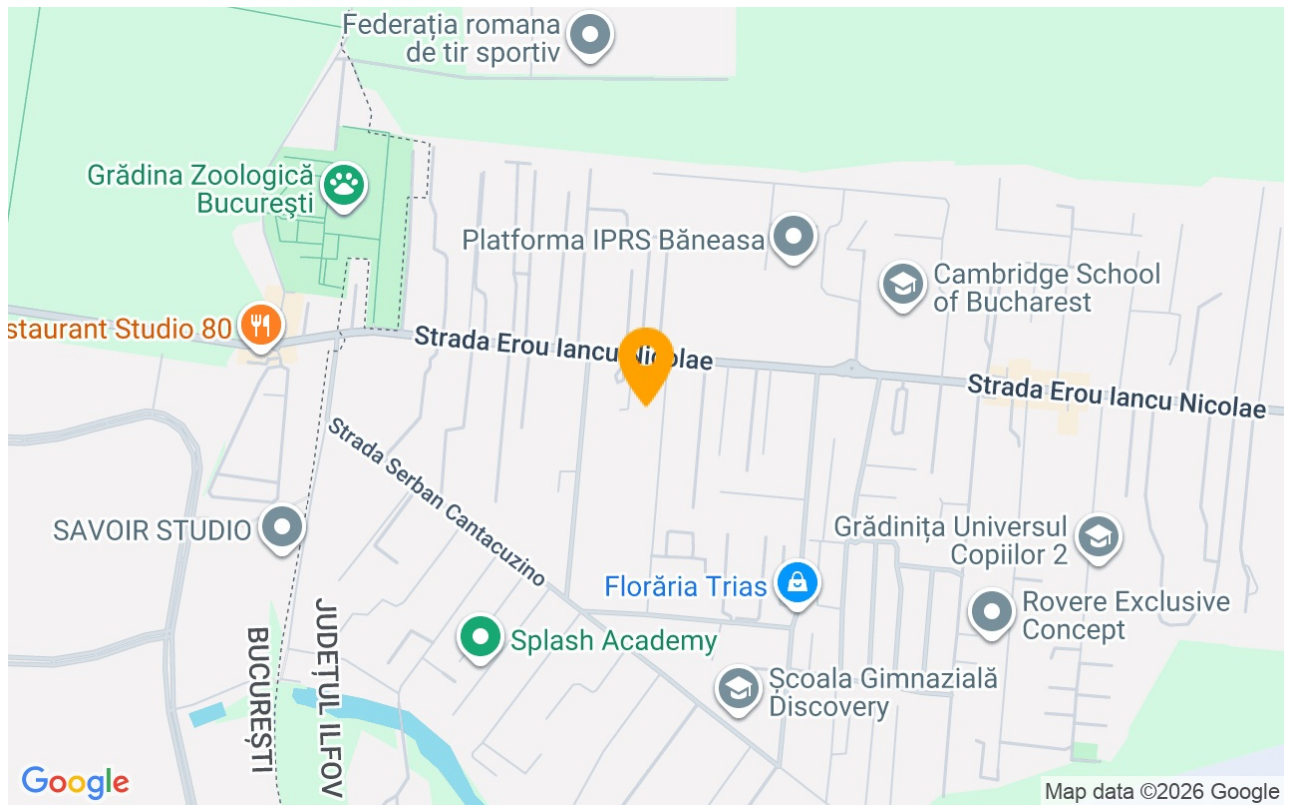 Federația romana
de tir sportiv
Grădina Zoologică
București
Platforma IPRS Băneasa
Cambridge School
of Bucharest
staurant Studio 80
Strada Erou Iancu Nicolae
Strada Erou Iancu Nicolae
Strada Serban Cantacuzino
SAVOIR STUDIO
Grădinița Universul
Copiilor 2
Florăria Trias
Rovere Exclusive
Concept
Splash Academy
JUDEȚUL ILFOV
BUCUREȘTI
Școala Gimnazială
Discovery
Google
Map data ©2026 Google